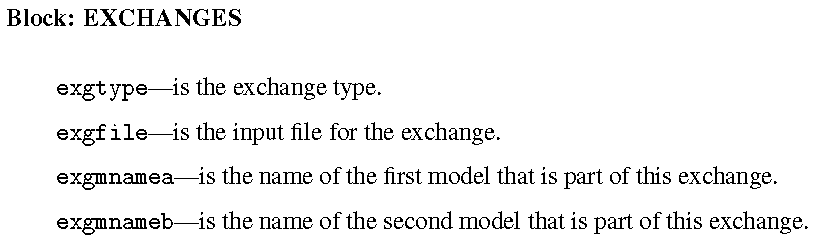 Block: EXCHANGES
exgtype—is the exchange type.
exgfile—is the input file for the exchange.
exgmnamea—is the name of the first model that is part of this exchange.
exgmnameb—is the name of the second model that is part of this exchange.